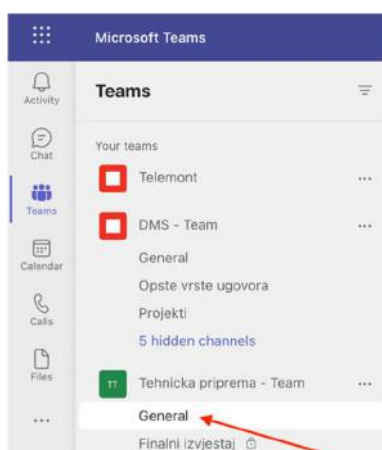 Microsoft Teams
Activity
Chat
Teams
Calendar
Calls
Files
Teams
Your teams
Telemont
DMS - Team
General
Opste vrste ugovora
Projekti
5 hidden channels
TT
Tehnicka priprema - Team
General
Finalni izvjestaj